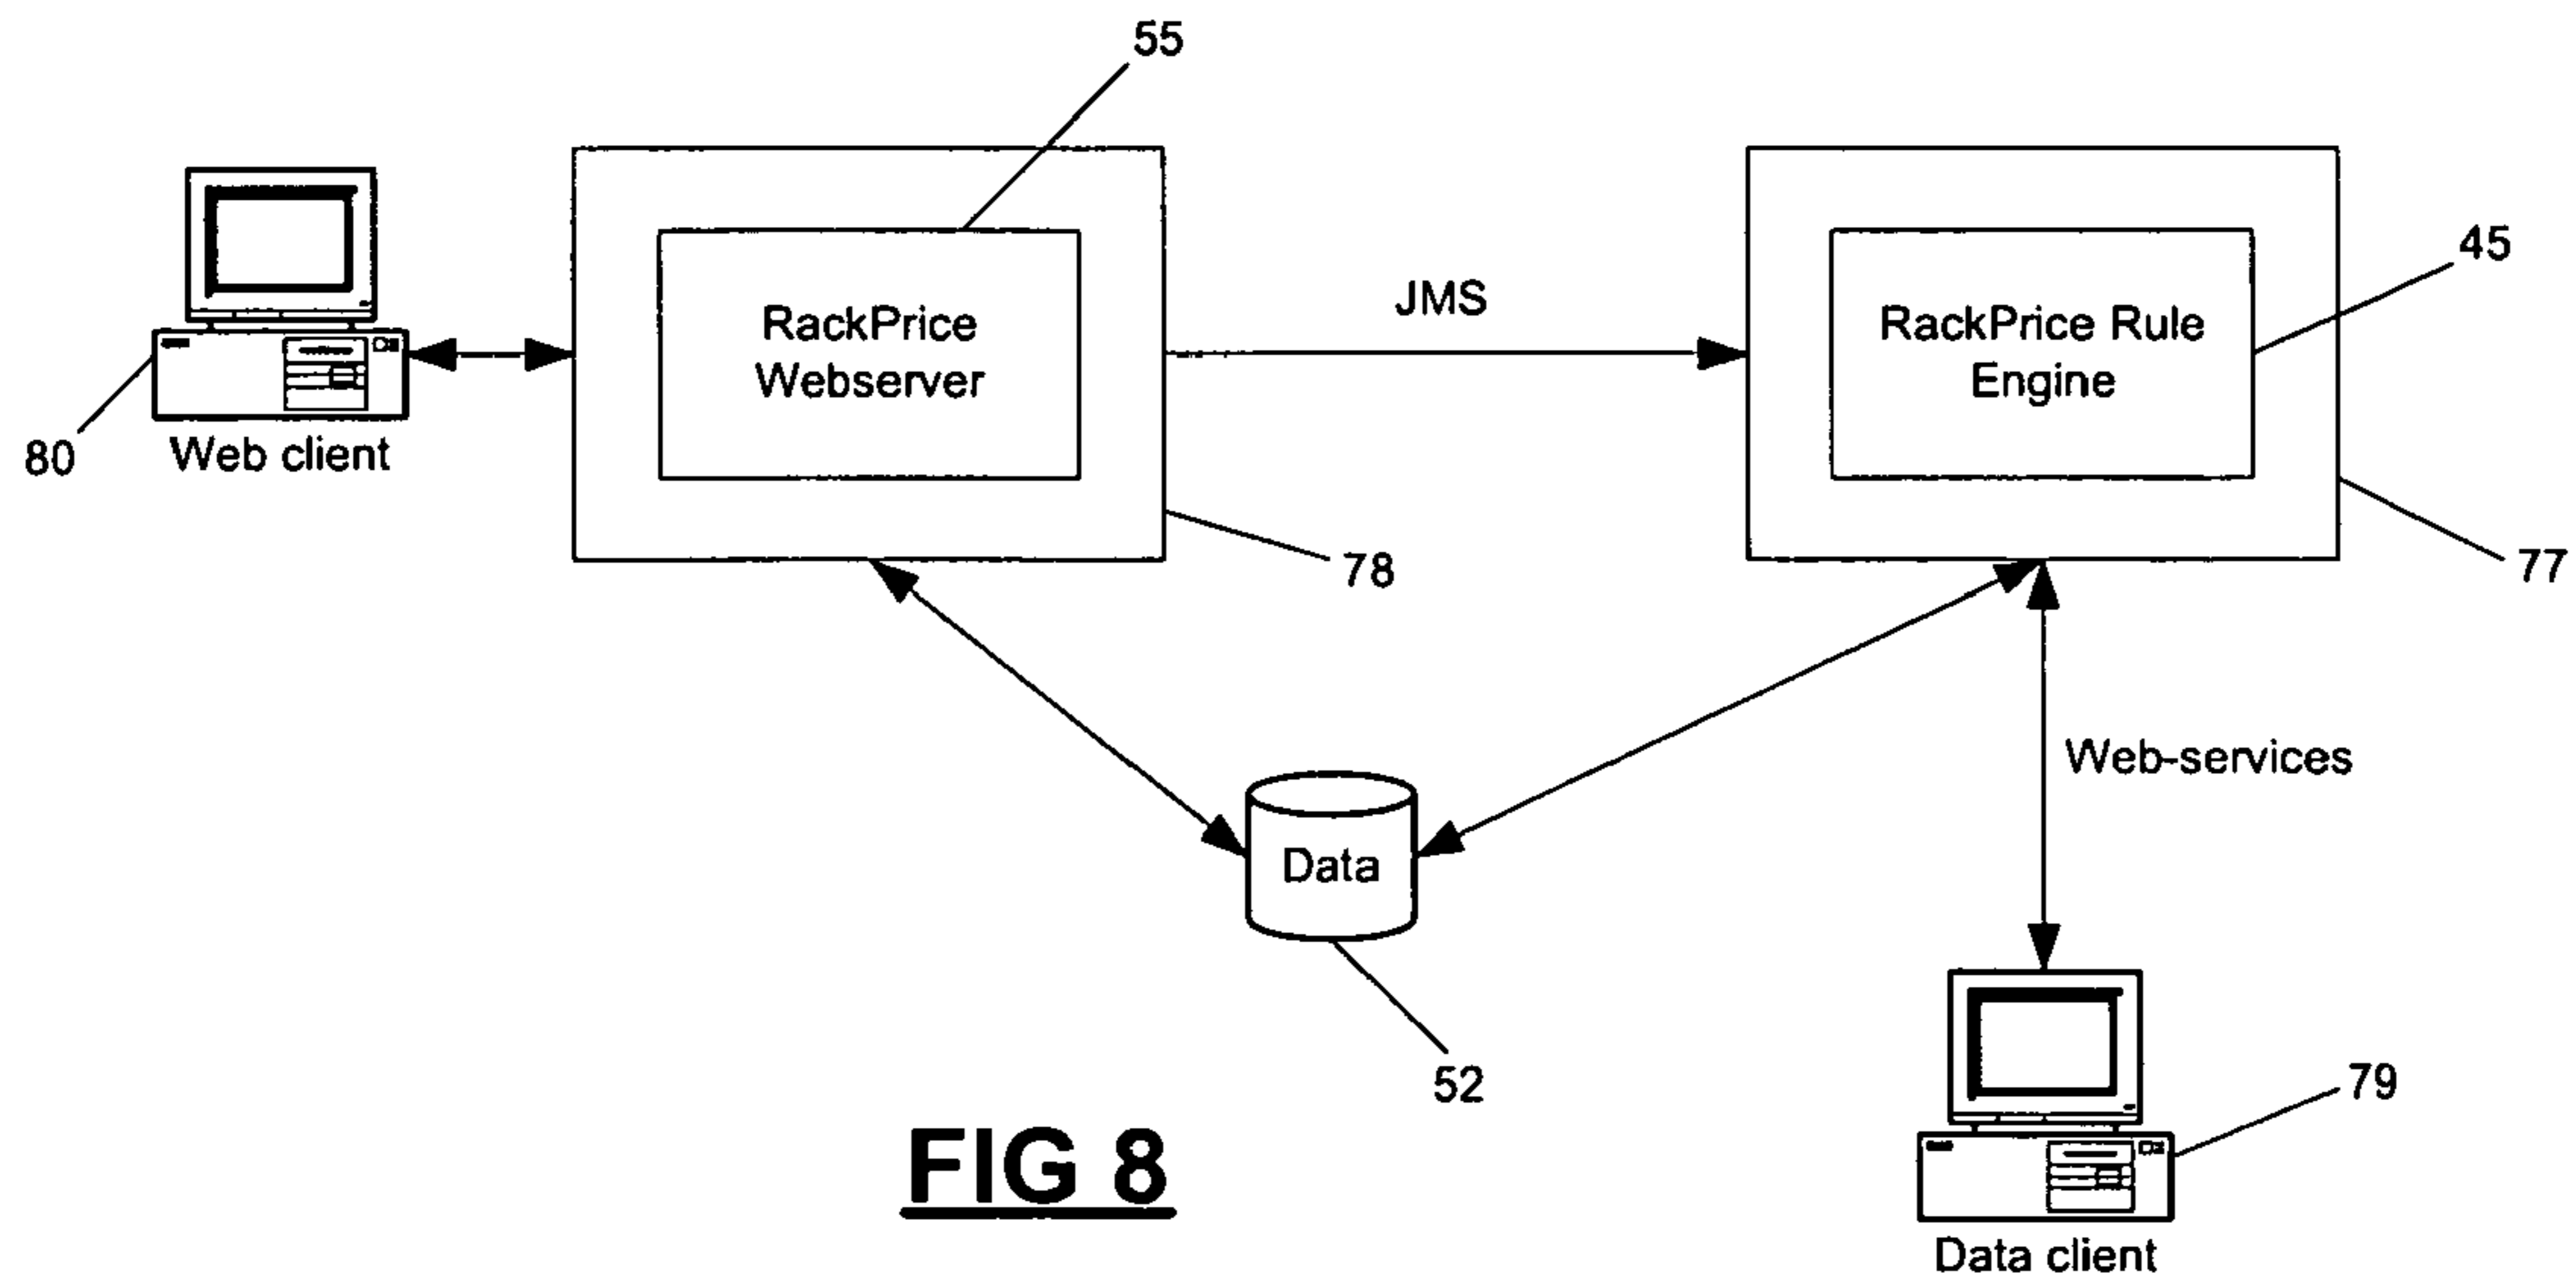 55
45
JMS
RackPrice
Webserver
RackPrice Rule
Engine
80
Web client
78
77
Web-services
Data
52
79
FIG 8
Data client